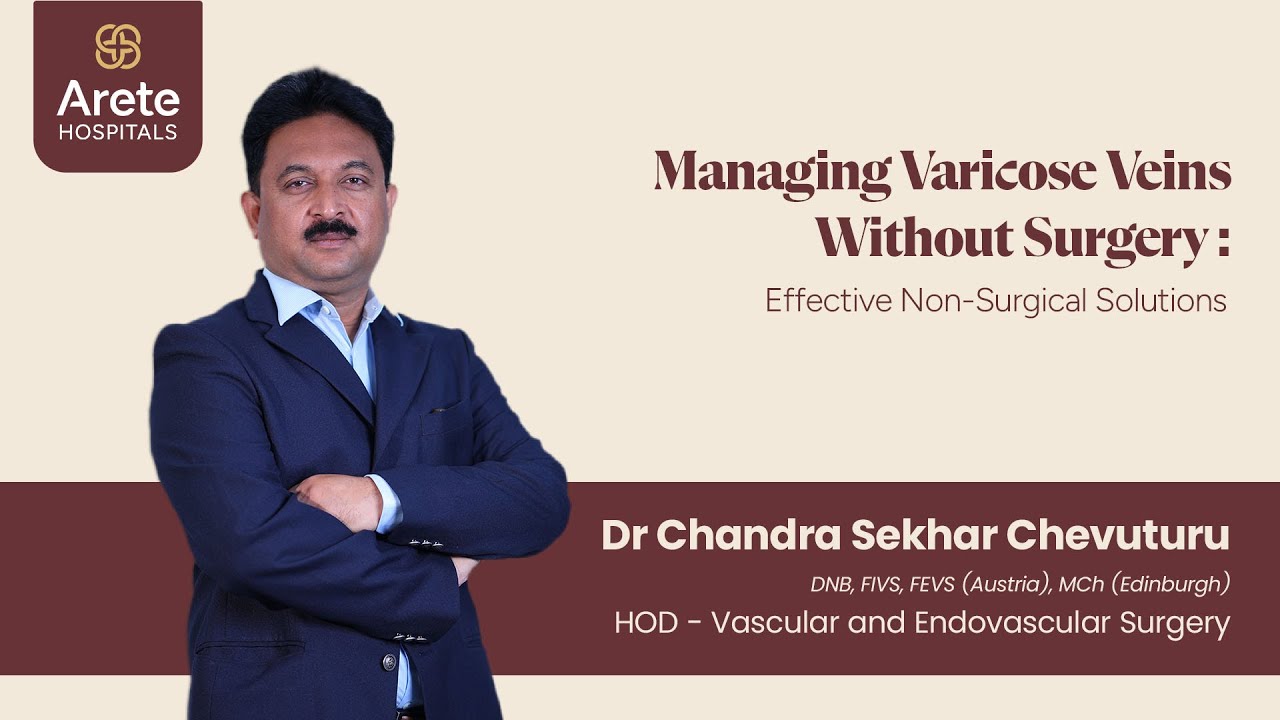 Arete
HOSPITALS
Managing Varicose Veins
Without Surgery :
Effective Non-Surgical Solutions
Dr Chandra Sekhar Chevuturu
DNB, FIVS, FEVS (Austria), MCh (Edinburgh)
HOD - Vascular and Endovascular Surgery